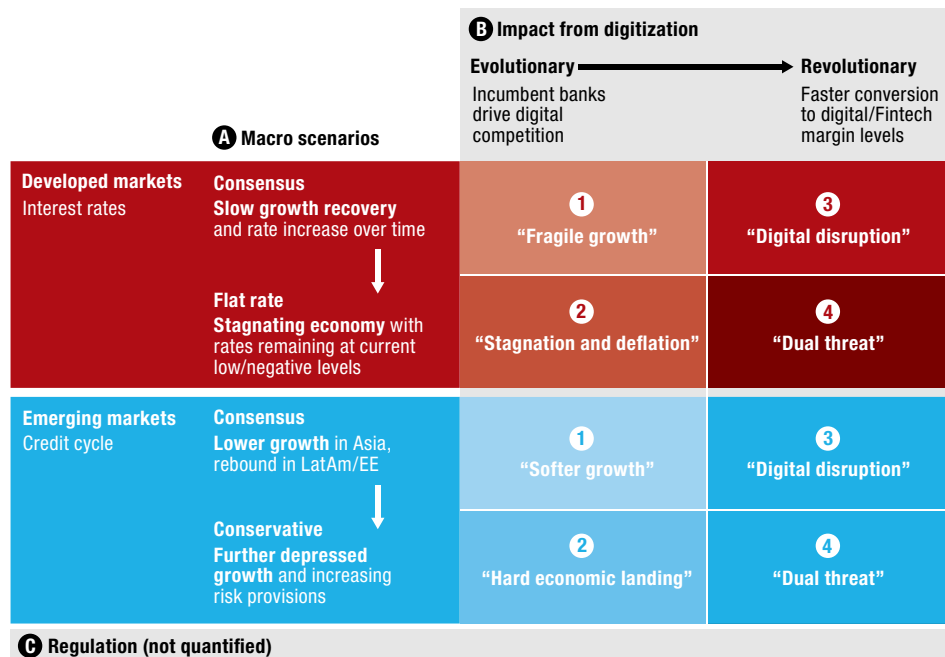 B Impact from digitization
Evolutionary
Revolutionary
Incumbent banks
drive digital
competition
Faster conversion
to digital/Fintech
margin levels
A Macro scenarios
Developed markets
Interest rates
Consensus
Slow growth recovery
and rate increase over time
1
“Fragile growth”
3
“Digital disruption”
Flat rate
Stagnating economy with
rates remaining at current
low/negative levels
2
“Stagnation and deflation”
4
“Dual threat”
Emerging markets
Credit cycle
Consensus
Lower growth in Asia,
rebound in LatAm/EE
1
“Softer growth”
3
“Digital disruption”
Conservative
Further depressed
growth and increasing
risk provisions
2
“Hard economic landing”
4
“Dual threat”
C Regulation (not quantified)